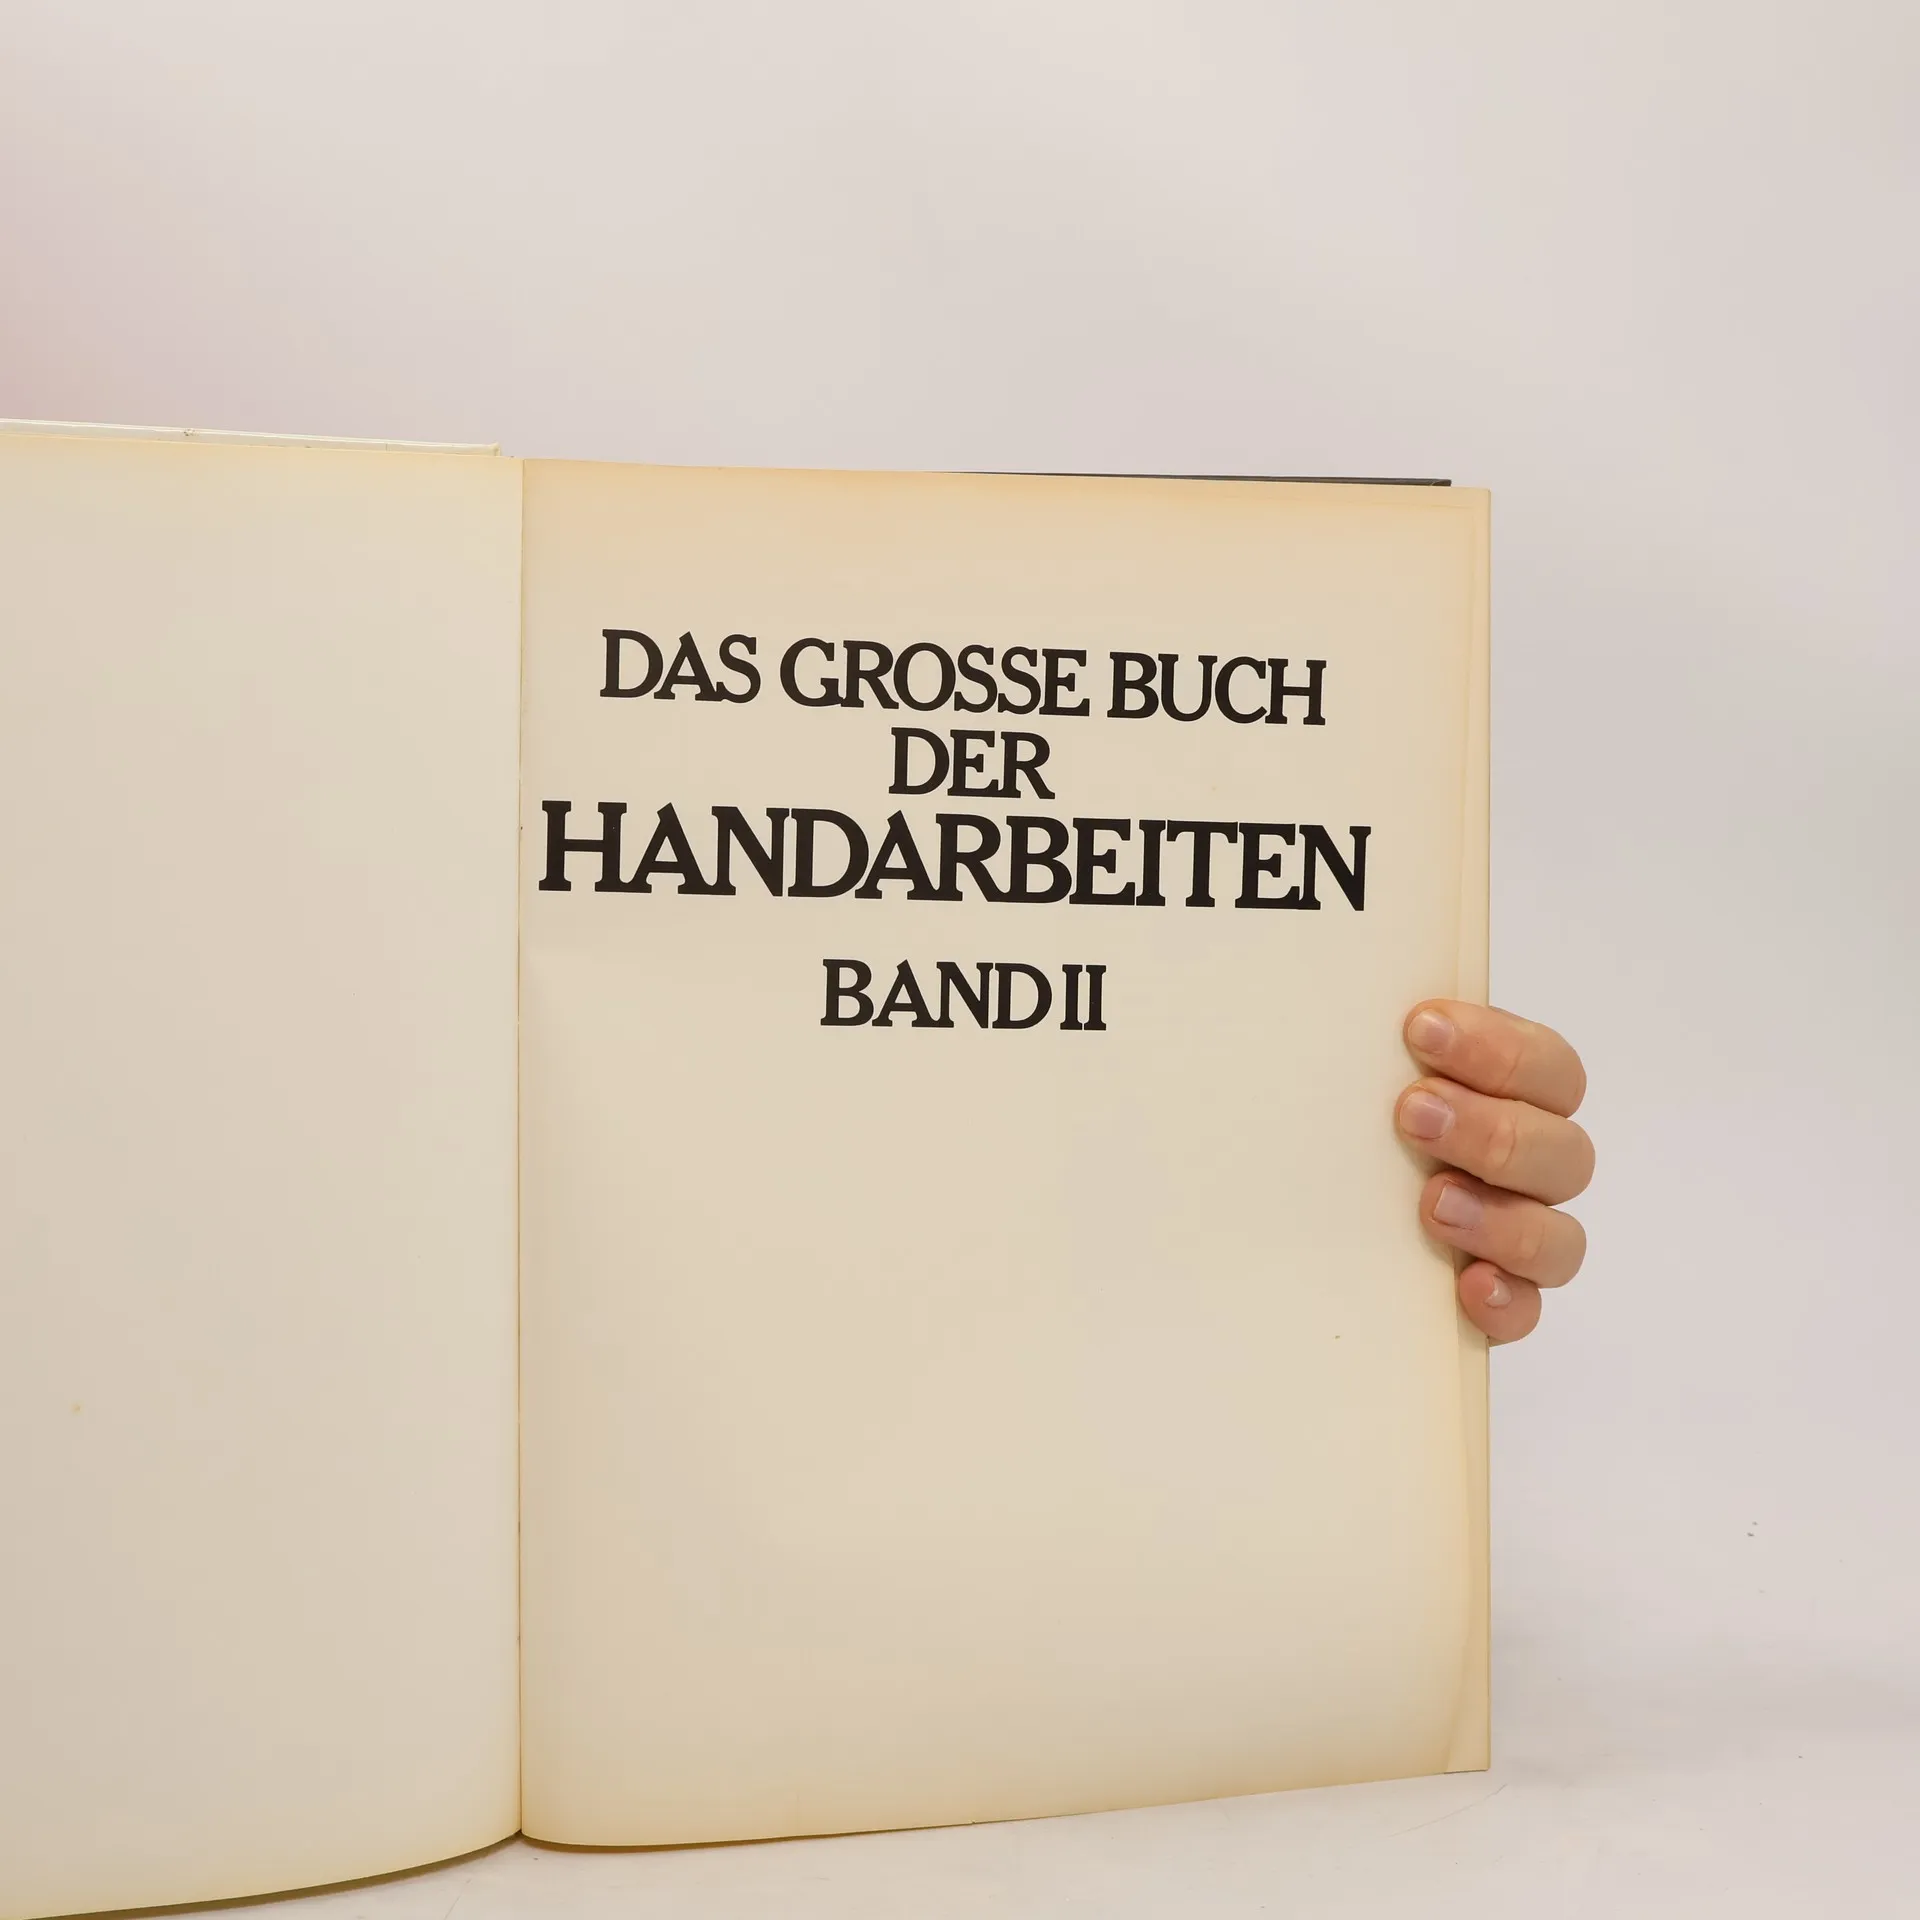 DAS GROSSE BUCH
DER
HANDARBEITEN
BAND II